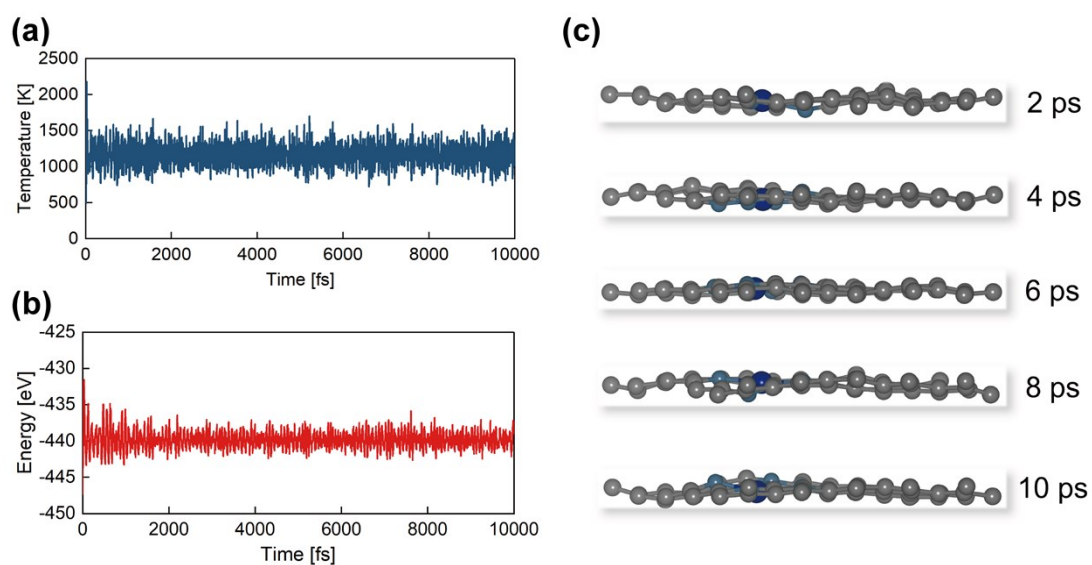 (a)
2500
2000
1500
1000
500
0
Temperature [K]
0 2000 4000 6000 8000 10000
Time [fs]
(b)
-425
-430
-435
-440
-445
-450
Energy [eV]
0 2000 4000 6000 8000 10000
Time [fs]
(c)
2 ps
4 ps
6 ps
8 ps
10 ps